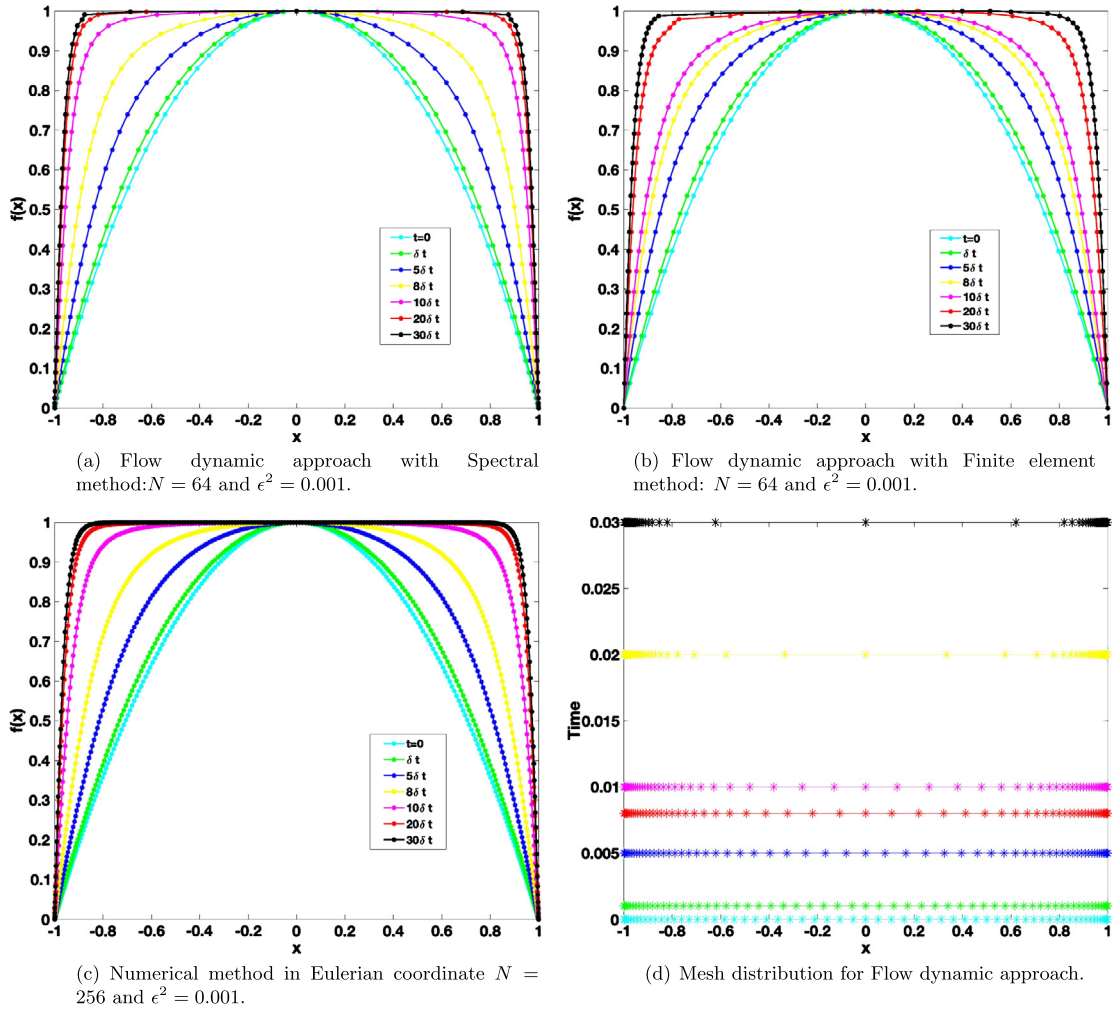 1
0.9
0.8
0.7
0.6
0.5
0.4
0.3
0.2
0.1
0
f(x)
-1 -0.8 -0.6 -0.4 -0.2 0 0.2 0.4 0.6 0.8 1
x
t=0
δ t
5δ t
8δ t
10δ t
20δ t
30δ t
(a) Flow dynamic approach with Spectral
method:N = 64 and ϵ² = 0.001.
1
0.9
0.8
0.7
0.6
0.5
0.4
0.3
0.2
0.1
0
f(x)
-1 -0.8 -0.6 -0.4 -0.2 0 0.2 0.4 0.6 0.8 1
x
t=0
δ t
5δ t
8δ t
10δ t
20δ t
30δ t
(b) Flow dynamic approach with Finite element
method: N = 64 and ϵ² = 0.001.
1
0.9
0.8
0.7
0.6
0.5
0.4
0.3
0.2
0.1
0
f(x)
-1 -0.8 -0.6 -0.4 -0.2 0 0.2 0.4 0.6 0.8 1
x
t=0
δ t
5δ t
8δ t
10δ t
20δ t
30δ t
(c) Numerical method in Eulerian coordinate N =
256 and ϵ² = 0.001.
0.03
0.025
0.02
0.015
0.01
0.005
0
Time
-1 -0.8 -0.6 -0.4 -0.2 0 0.2 0.4 0.6 0.8 1
x
(d) Mesh distribution for Flow dynamic approach.